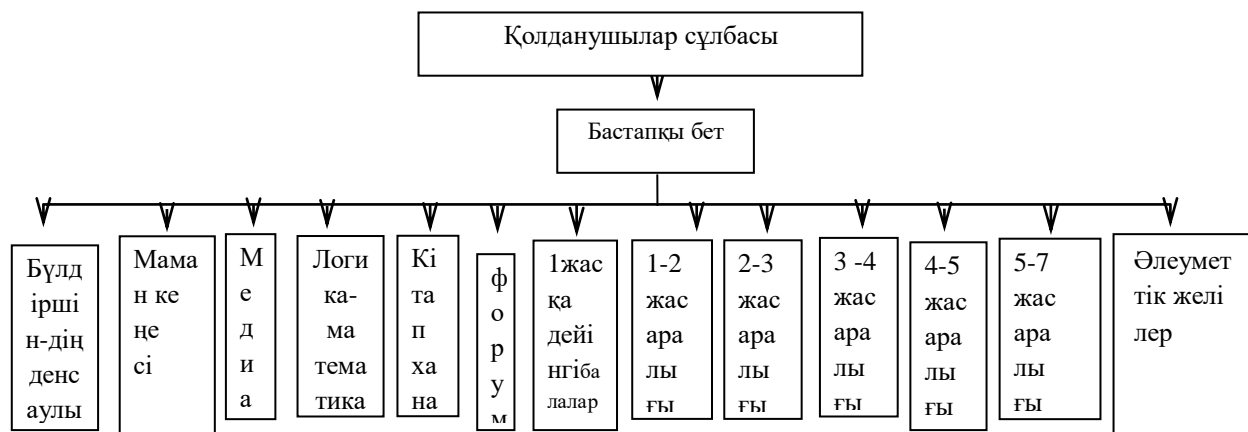 Қолданушылар сұлбасы
Бастапқы бет
Бүлд
ірші
н-дің
денс
аулы
Мама
н ке
ңе
сі
М
е
д
и
а
Логи
ка-
ма
тема
тика
Кі
та
п
ха
на
ф
о
р
у
м
1жас
қа
дейі
нгіба
лалар
1-2
жас
ара
лы
ғы
2-3
жас
ара
лы
ғы
3 -4
жас
ара
лы
ғы
4-5
жас
ара
лы
ғы
5-7
жас
ара
лы
ғы
Әлеумет
тік желі
лер